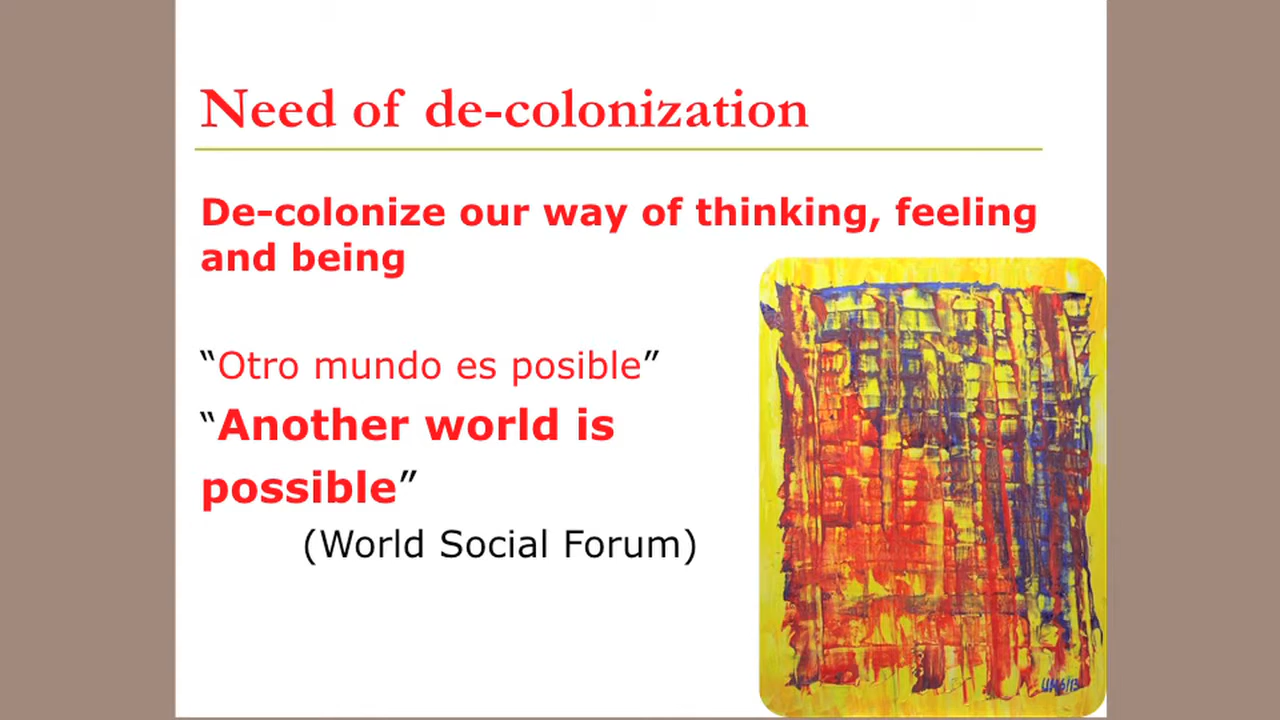 Need of de-colonization
De-colonize our way of thinking, feeling
and being
“Otro mundo es posible”
“Another world is
possible”
(World Social Forum)